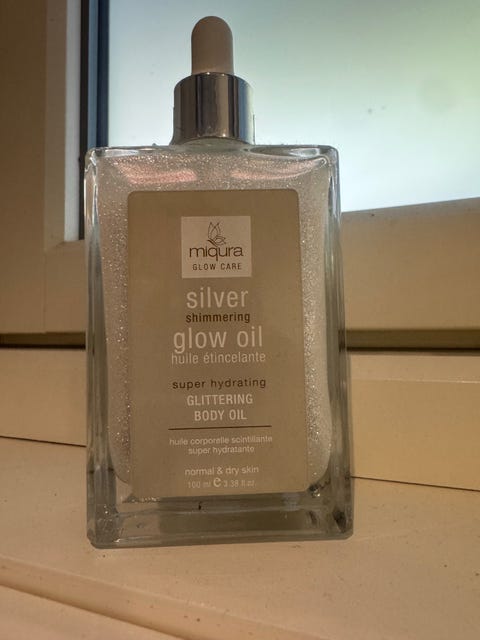 miqura
GLOW CARE
silver
shimmering
glow oil
huile étincelante
super hydrating
GLITTERING
BODY OIL
huile corporelle scintillante
super hydratante
normal & dry skin
100 ml e 3.38 fl oz.